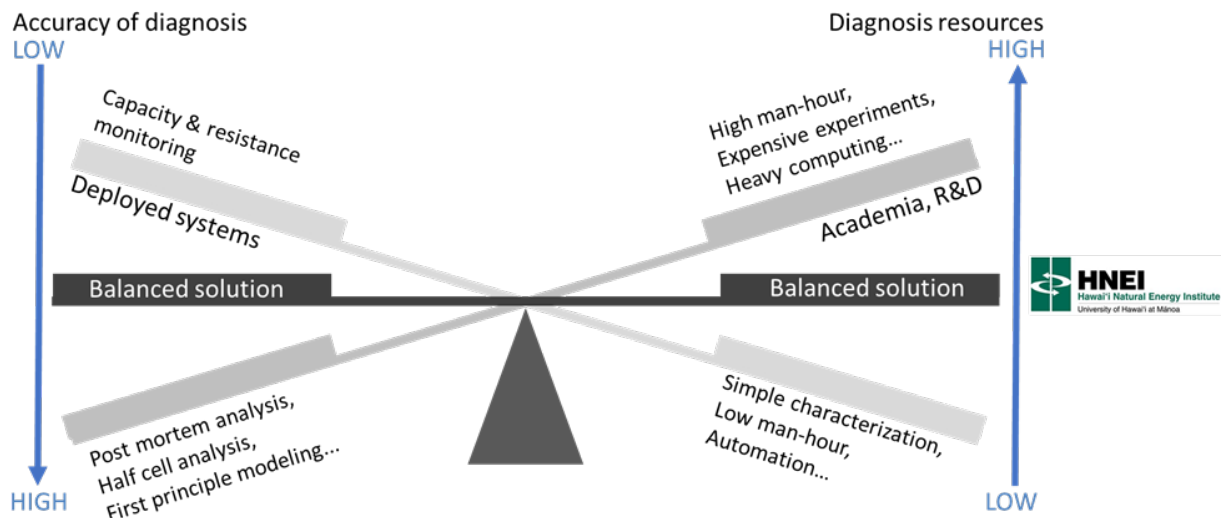 Accuracy of diagnosis
LOW
Diagnosis resources
HIGH
Capacity & resistance
monitoring
Deployed systems
High man-hour,
Expensive experiments,
Heavy computing...
Academia, R&D
Balanced solution
Balanced solution
HNEI
Hawai'i Natural Energy Institute
University of Hawai'i at Mānoa
Post mortem analysis,
Half cell analysis,
First principle modeling...
Simple characterization,
Low man-hour,
Automation...
HIGH
LOW